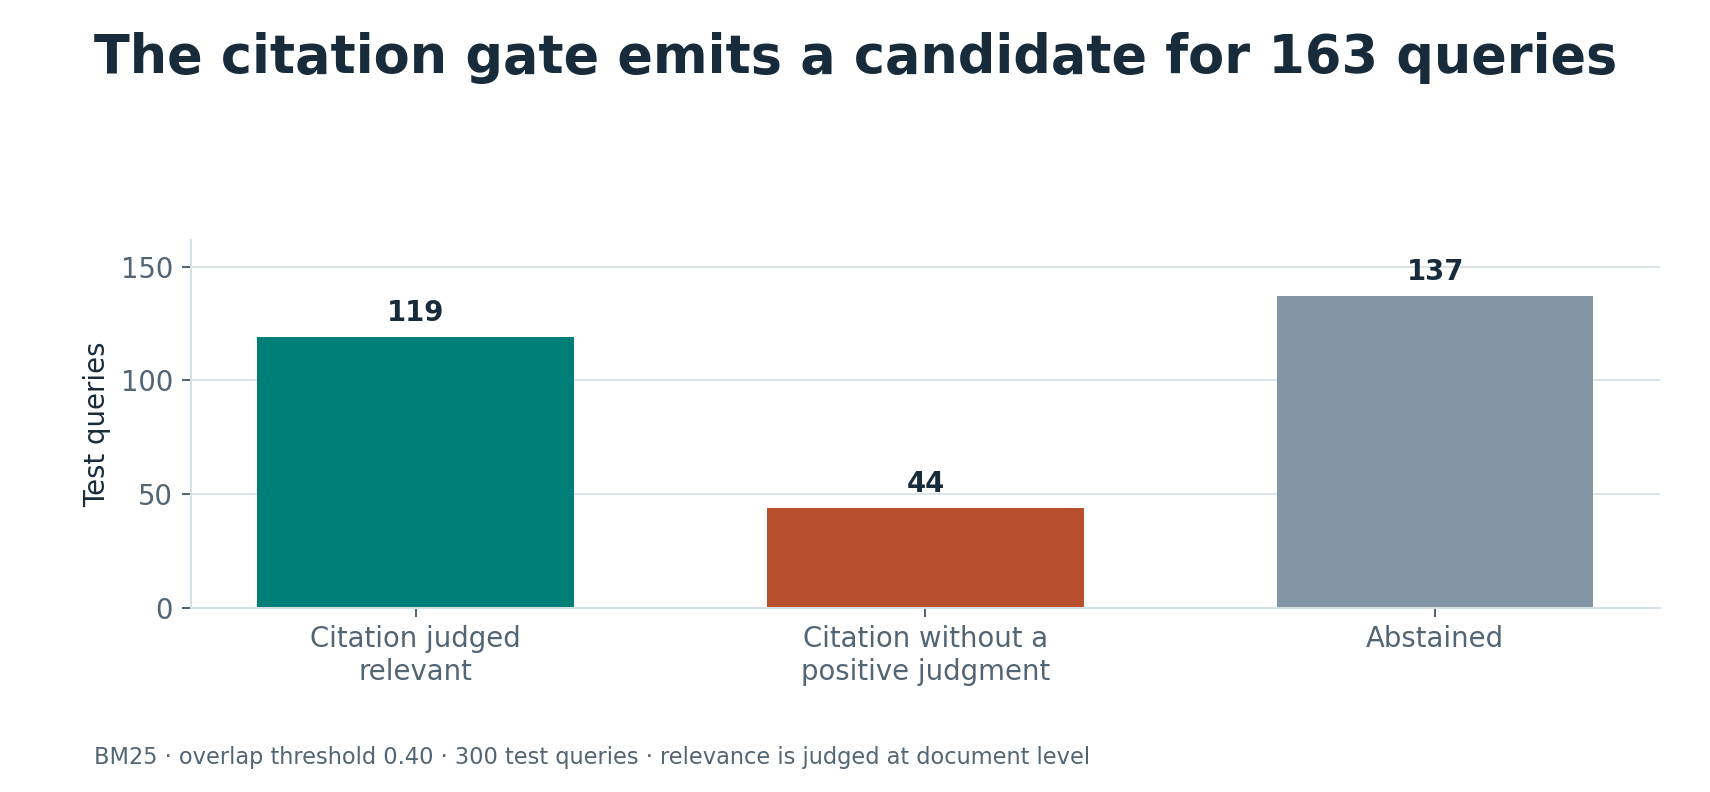 The citation gate emits a candidate for 163 queries
Test queries
150
100
50
0
119
44
137
Citation judged
relevant
Citation without a
positive judgment
Abstained
BM25 · overlap threshold 0.40 · 300 test queries · relevance is judged at document level